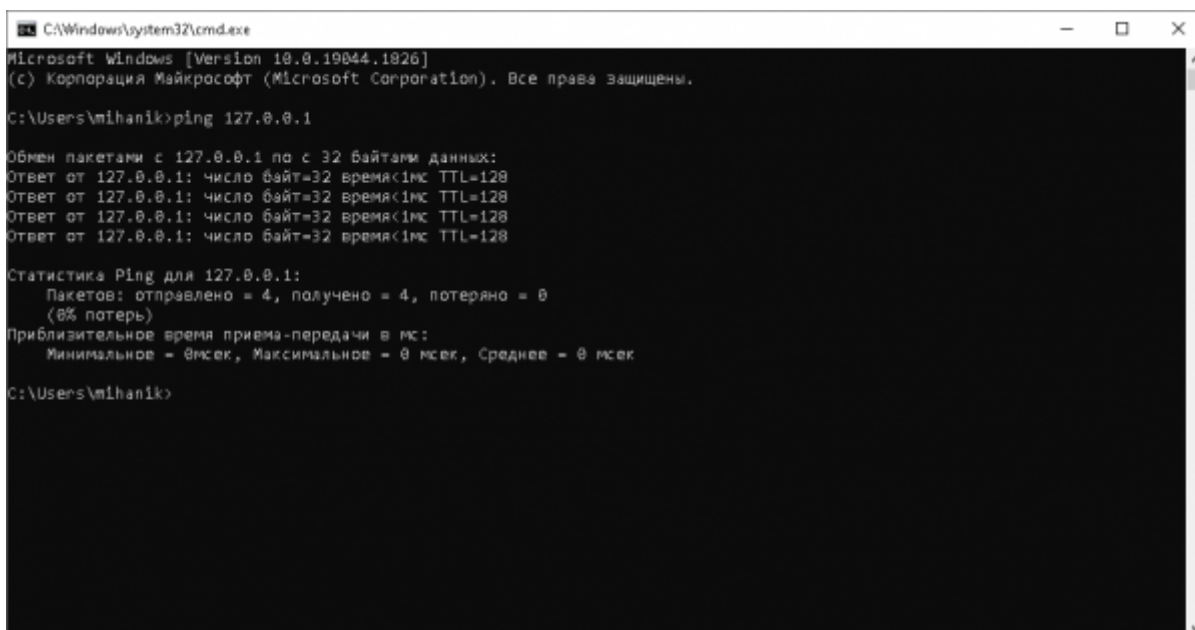 C:\Windows\system32\cmd.exe
Microsoft Windows [Version 10.0.19044.1826]
(c) Корпорация Майкрософт (Microsoft Corporation). Все права защищены.
C:\Users\mihanik>ping 127.0.0.1
Обмен пакетами с 127.0.0.1 по с 32 байтами данных:
Ответ от 127.0.0.1: число байт=32 время<1мс TTL=128
Ответ от 127.0.0.1: число байт=32 время<1мс TTL=128
Ответ от 127.0.0.1: число байт=32 время<1мс TTL=128
Ответ от 127.0.0.1: число байт=32 время<1мс TTL=128
Статистика Ping для 127.0.0.1:
Пакетов: отправлено = 4, получено = 4, потеряно = 0
(0% потерь)
Приблизительное время приема-передачи в мс:
Минимальное = 0мсек, Максимальное = 0 мсек, Среднее = 0 мсек
C:\Users\mihanik>